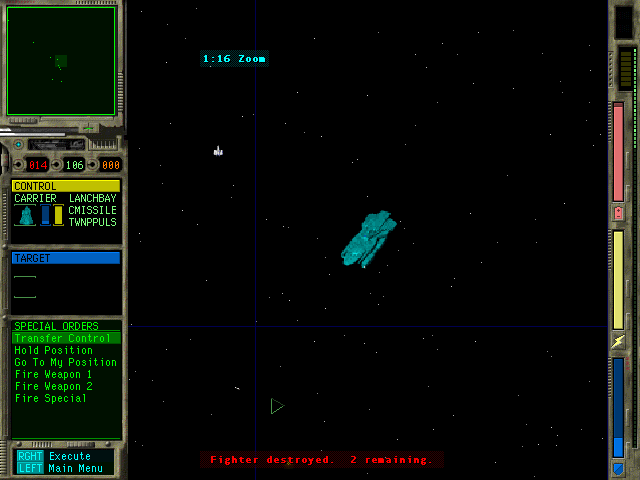 1:16 Zoom
014 106 000
CONTROL
CARRIER LANCHBAY
CMISSILE
TWNPPULS
TARGET
SPECIAL ORDERS
Transfer Control
Hold Position
Go To My Position
Fire Weapon 1
Fire Weapon 2
Fire Special
RGHT Execute
LEFT Main Menu
Fighter destroyed. 2 remaining.